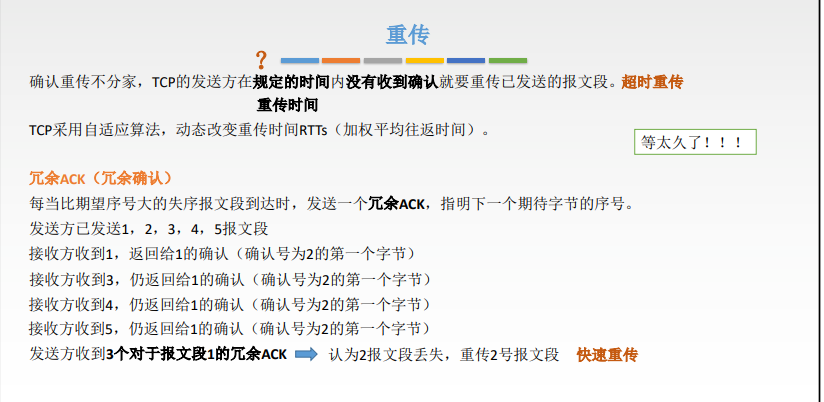 重传
？
确认重传不分家，TCP的发送方在规定的时间内没有收到确认就要重传已发送的报文段。超时重传
重传时间
TCP采用自适应算法，动态改变重传时间RTTs（加权平均往返时间）。
等太久了！！！
冗余ACK（冗余确认）
每当比期望序号大的失序报文段到达时，发送一个冗余ACK，指明下一个期待字节的序号。
发送方已发送1，2，3，4，5报文段
接收方收到1，返回给1的确认（确认号为2的第一个字节）
接收方收到3，仍返回给1的确认（确认号为2的第一个字节）
接收方收到4，仍返回给1的确认（确认号为2的第一个字节）
接收方收到5，仍返回给1的确认（确认号为2的第一个字节）
发送方收到3个对于报文段1的冗余ACK 认为2报文段丢失，重传2号报文段 快速重传